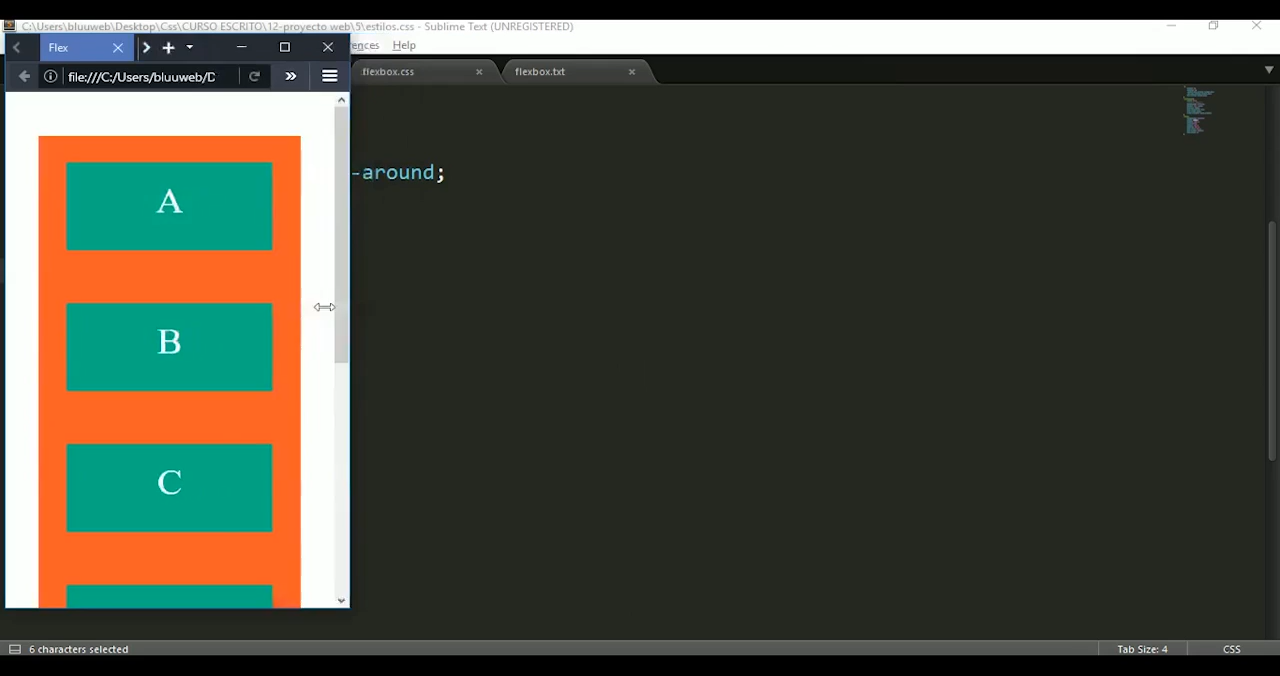 C:\Users\bluuweb\Desktop\Css\CURSO ESCRITO\12-proyecto web\5\estilos.css - Sublime Text (UNREGISTERED)
Flex
ences Help
file:///C:/Users/bluuweb/D
flexbox.css
flexbox.txt
A
-around;
B
C
6 characters selected
Tab Size: 4
CSS